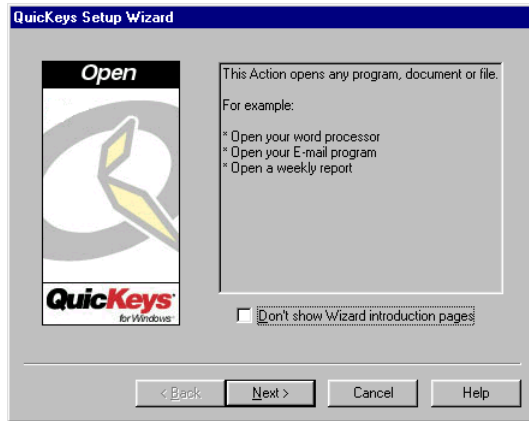 QuicKeys Setup Wizard
Open
This Action opens any program, document or file.
For example:
* Open your word processor
* Open your E-mail program
* Open a weekly report
QuicKeys
for Windows
Don't show Wizard introduction pages
< Back
Next >
Cancel
Help